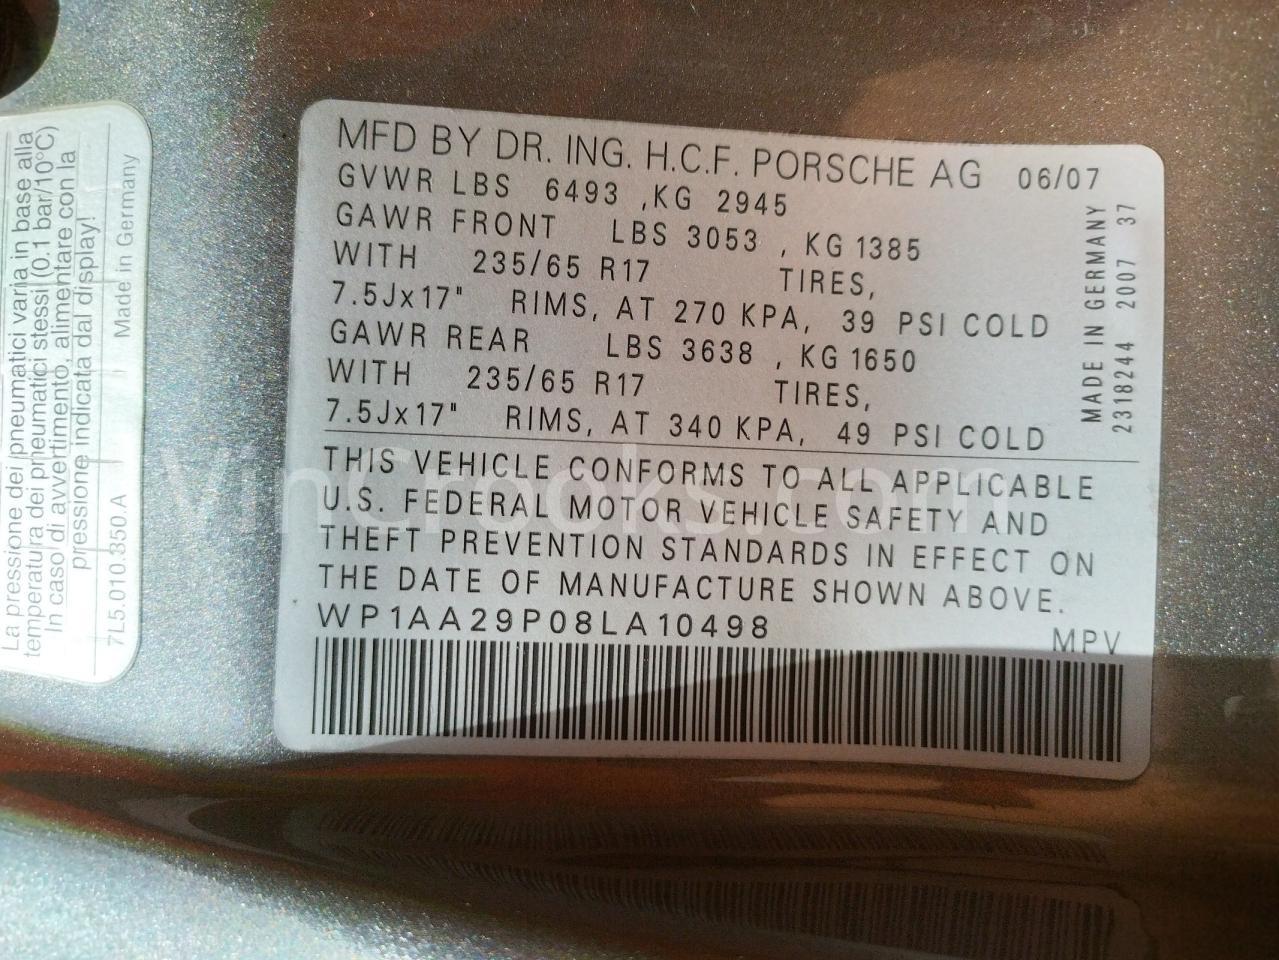 MFD BY DR. ING. H.C.F. PORSCHE AG 06/07
GVWR LBS 6493 ,KG 2945
GAWR FRONT LBS 3053 , KG 1385
WITH 235/65 R17 TIRES,
7.5Jx17" RIMS, AT 270 KPA, 39 PSI COLD
GAWR REAR LBS 3638 , KG 1650
WITH 235/65 R17 TIRES,
7.5Jx17" RIMS, AT 340 KPA, 49 PSI COLD
THIS VEHICLE CONFORMS TO ALL APPLICABLE
U.S. FEDERAL MOTOR VEHICLE SAFETY AND
THEFT PREVENTION STANDARDS IN EFFECT ON
THE DATE OF MANUFACTURE SHOWN ABOVE.
WP1AA29P08LA10498
MPV
MADE IN GERMANY
2318244 2007 37
La pressione dei pneumatici varia in base alla
temperatura dei pneumatici stessi (0.1 bar/10°C)
In caso di avvertimento, alimentare con la
pressione indicata dal display!
7L5.010.350 A Made in Germany
VinCrooks.com